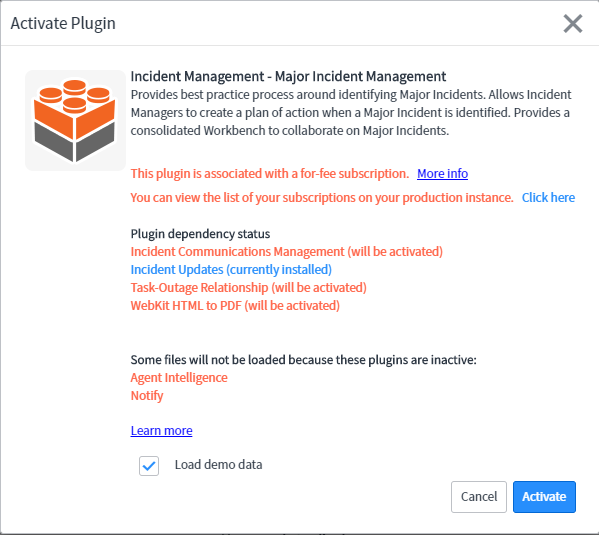 Activate Plugin
Incident Management - Major Incident Management
Provides best practice process around identifying Major Incidents. Allows Incident
Managers to create a plan of action when a Major Incident is identified. Provides a
consolidated Workbench to collaborate on Major Incidents.
This plugin is associated with a for-fee subscription. More info
You can view the list of your subscriptions on your production instance. Click here
Plugin dependency status
Incident Communications Management (will be activated)
Incident Updates (currently installed)
Task-Outage Relationship (will be activated)
WebKit HTML to PDF (will be activated)
Some files will not be loaded because these plugins are inactive:
Agent Intelligence
Notify
Learn more
Load demo data
Cancel Activate